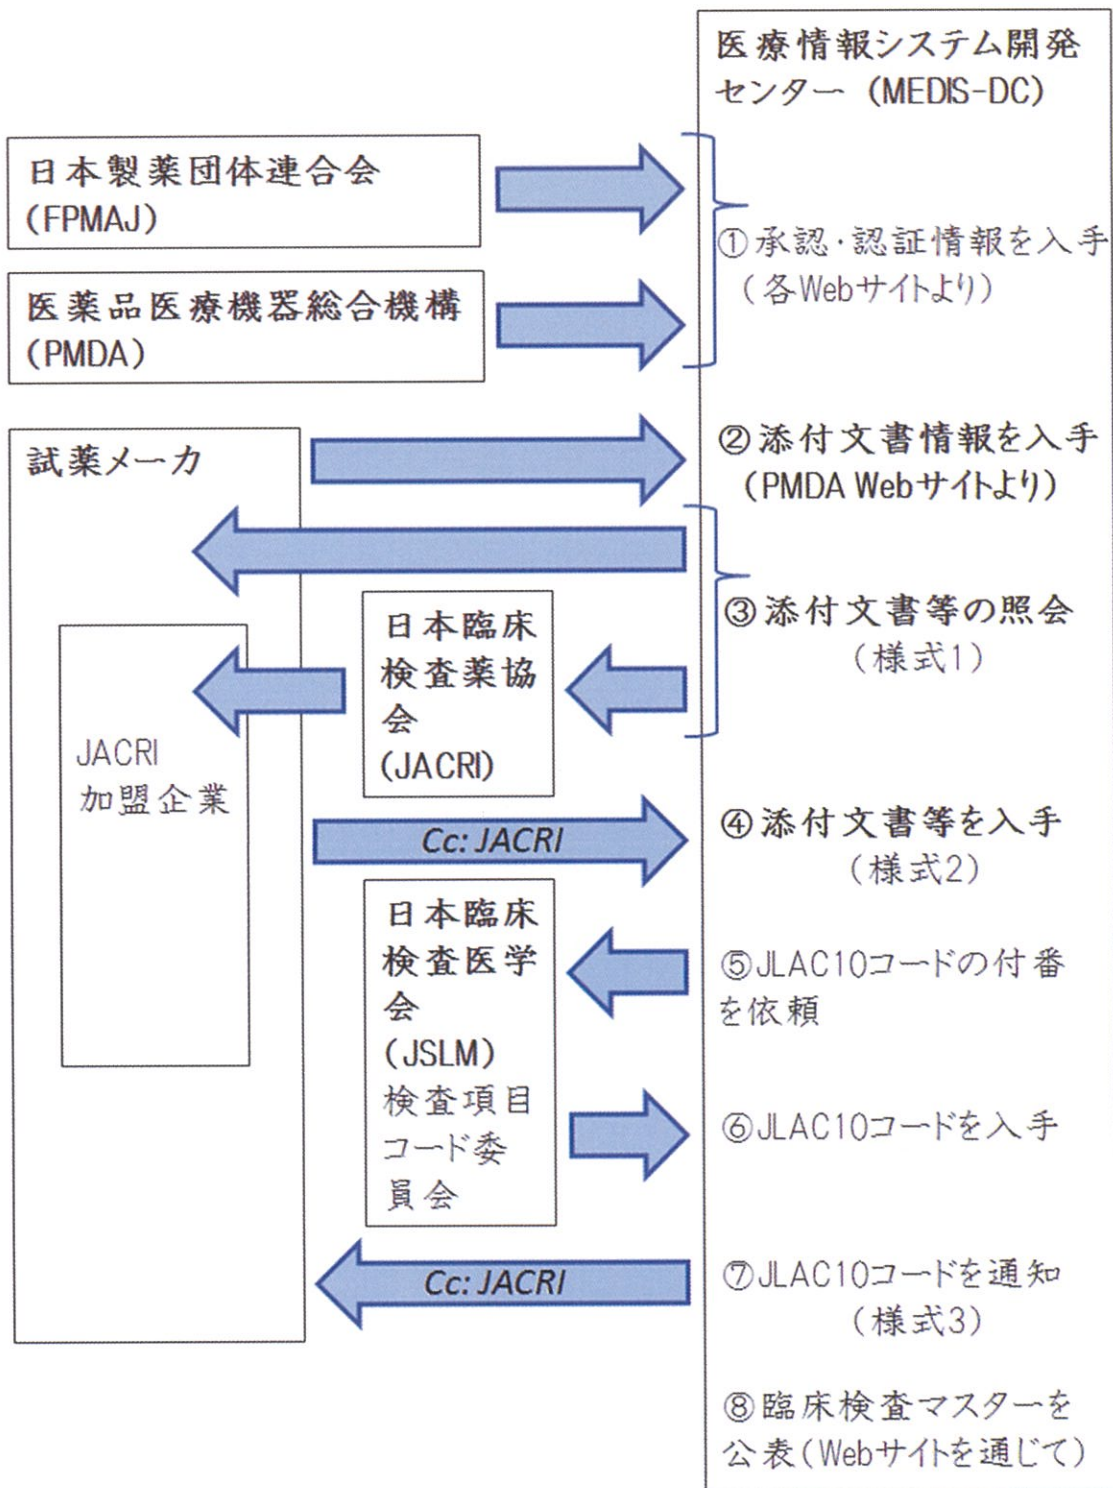 医療情報システム開発
センター (MEDIS-DC)
日本製薬団体連合会
(FPMAJ)
①承認・認証情報を入手
(各Webサイトより)
医薬品医療機器総合機構
(PMDA)
試薬メーカ
②添付文書情報を入手
(PMDA Webサイトより)
日本臨床
検査薬協
会
(JACRI)
③添付文書等の照会
(様式1)
JACRI
加盟企業
Cc: JACRI
④添付文書等を入手
(様式2)
日本臨床
検査医学
会
(JSLM)
検査項目
コード委
員会
⑤JLAC10コードの付番
を依頼
⑥JLAC10コードを入手
Cc: JACRI
⑦JLAC10コードを通知
(様式3)
⑧臨床検査マスターを
公表(Webサイトを通じて)